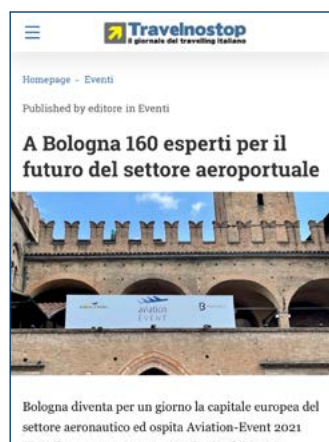 Travelnostop
il giornale del travelling italiano
Homepage - Eventi
Published by editore in Eventi
A Bologna 160 esperti per il
futuro del settore aeroportuale
aviation
EVENT
Bologna diventa per un giorno la capitale europea del
settore aeronautico ed ospita Aviation-Event 2021